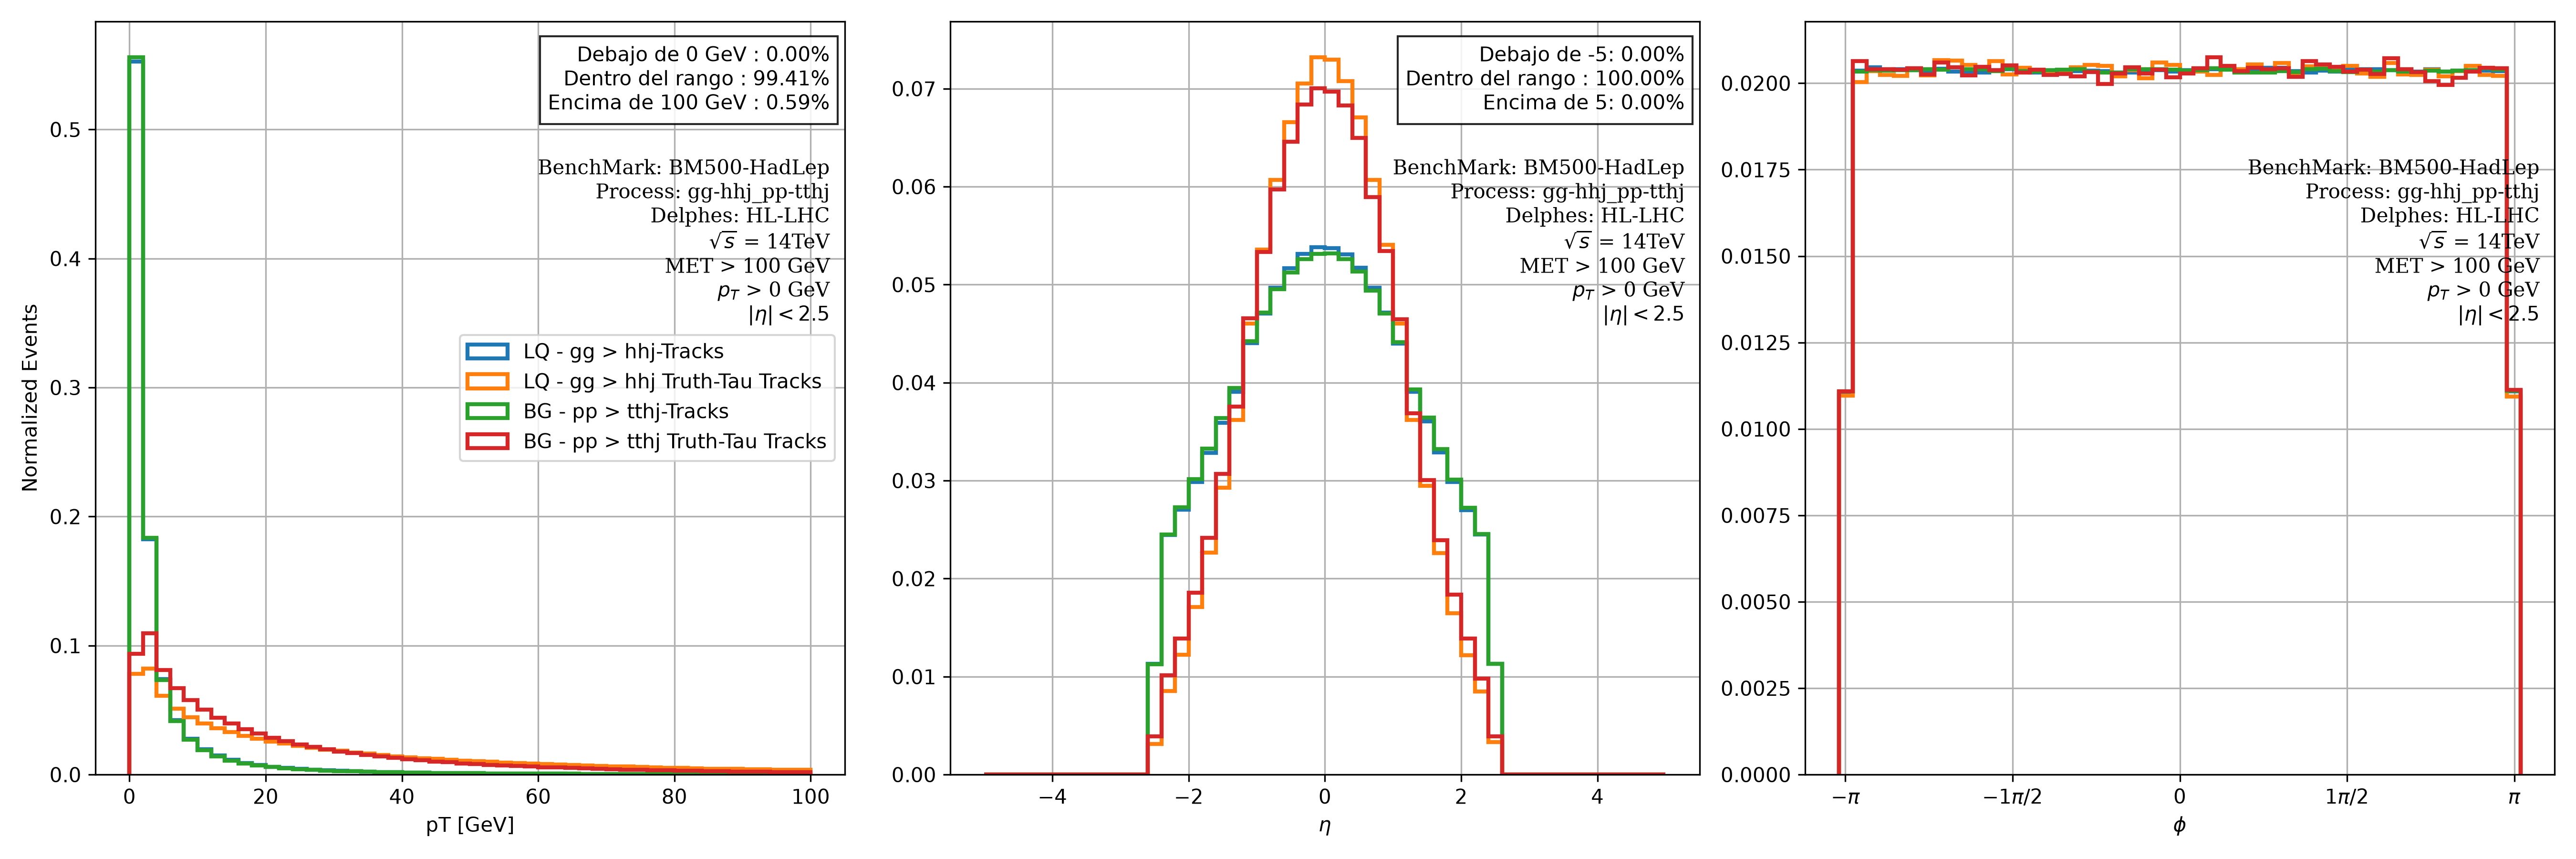 Debajo de 0 GeV : 0.00%
Dentro del rango : 99.41%
Encima de 100 GeV : 0.59%
BenchMark: BM500-HadLep
Process: gg-hhj_pp-tthj
Delphes: HL-LHC
√s = 14TeV
MET > 100 GeV
pT > 0 GeV
|η| < 2.5
LQ - gg > hhj-Tracks
LQ - gg > hhj Truth-Tau Tracks
BG - pp > tthj-Tracks
BG - pp > tthj Truth-Tau Tracks
Normalized Events
0.5
0.4
0.3
0.2
0.1
0.0
0 20 40 60 80 100
pT [GeV]
Debajo de -5: 0.00%
Dentro del rango : 100.00%
Encima de 5: 0.00%
BenchMark: BM500-HadLep
Process: gg-hhj_pp-tthj
Delphes: HL-LHC
√s = 14TeV
MET > 100 GeV
pT > 0 GeV
|η| < 2.5
0.07
0.06
0.05
0.04
0.03
0.02
0.01
0.00
−4 −2 0 2 4
η
BenchMark: BM500-HadLep
Process: gg-hhj_pp-tthj
Delphes: HL-LHC
√s = 14TeV
MET > 100 GeV
pT > 0 GeV
|η| < 2.5
0.0200
0.0175
0.0150
0.0125
0.0100
0.0075
0.0050
0.0025
0.0000
−π −1π/2 0 1π/2 π
ϕ